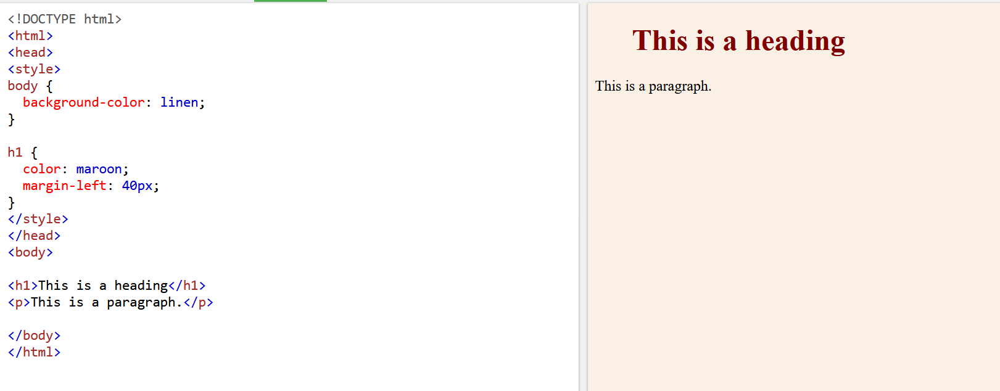 <!DOCTYPE html>
<html>
<head>
<style>
body {
  background-color: linen;
}

h1 {
  color: maroon;
  margin-left: 40px;
}
</style>
</head>
<body>

<h1>This is a heading</h1>
<p>This is a paragraph.</p>

</body>
</html>
This is a heading
This is a paragraph.